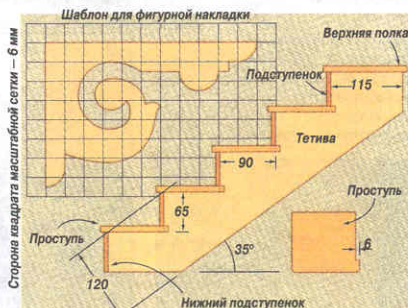 Шаблон для фигурной накладки
Верхняя полка
Подступенок
115
Тетива
90
65
Проступь
Проступь
6
35°
120
Нижний подступенок
Сторона квадрата масштабной сетки – 6 мм